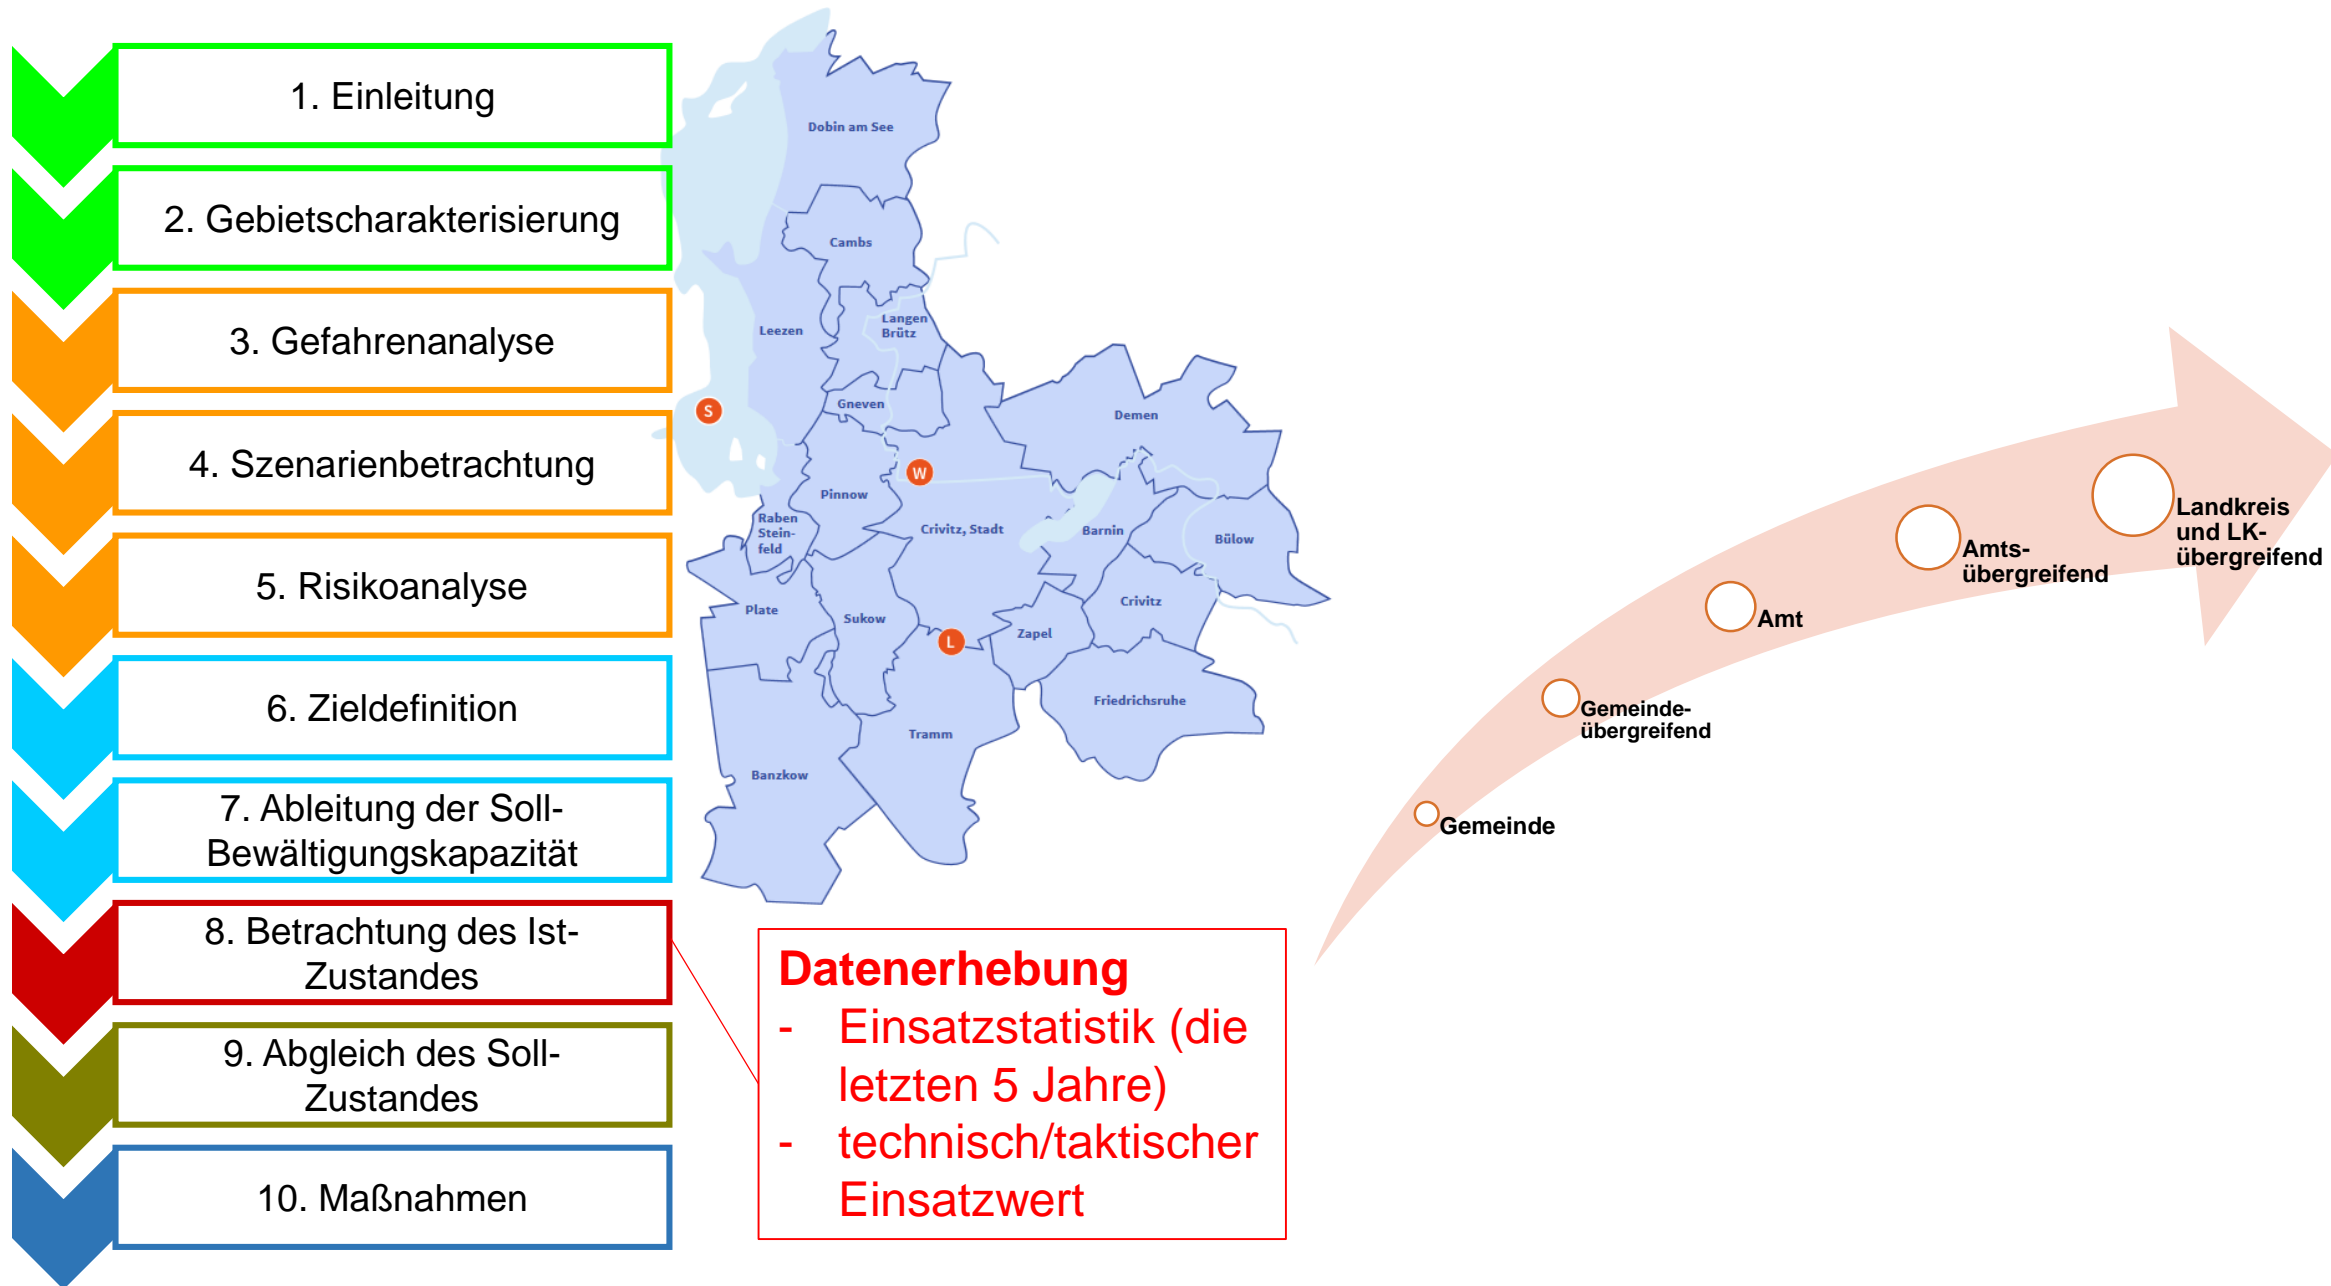 1. Einleitung
2. Gebietscharakterisierung
3. Gefahrenanalyse
4. Szenarienbetrachtung
5. Risikoanalyse
6. Zieldefinition
7. Ableitung der Soll-
Bewältigungskapazität
8. Betrachtung des Ist-
Zustandes
9. Abgleich des Soll-
Zustandes
10. Maßnahmen
Dobin am See
Cambs
Langen
Brütz
Leezen
Gneven
S
Demen
W
Pinnow
Raben
Stein-
feld
Crivitz, Stadt
Barnin
Bülow
Plate
Sukow
Crivitz
L
Zapel
Friedrichsruhe
Tramm
Banzkow
Datenerhebung
- Einsatzstatistik (die
letzten 5 Jahre)
- technisch/taktischer
Einsatzwert
Gemeinde
Gemeinde-
übergreifend
Amt
Amts-
übergreifend
Landkreis
und LK-
übergreifend